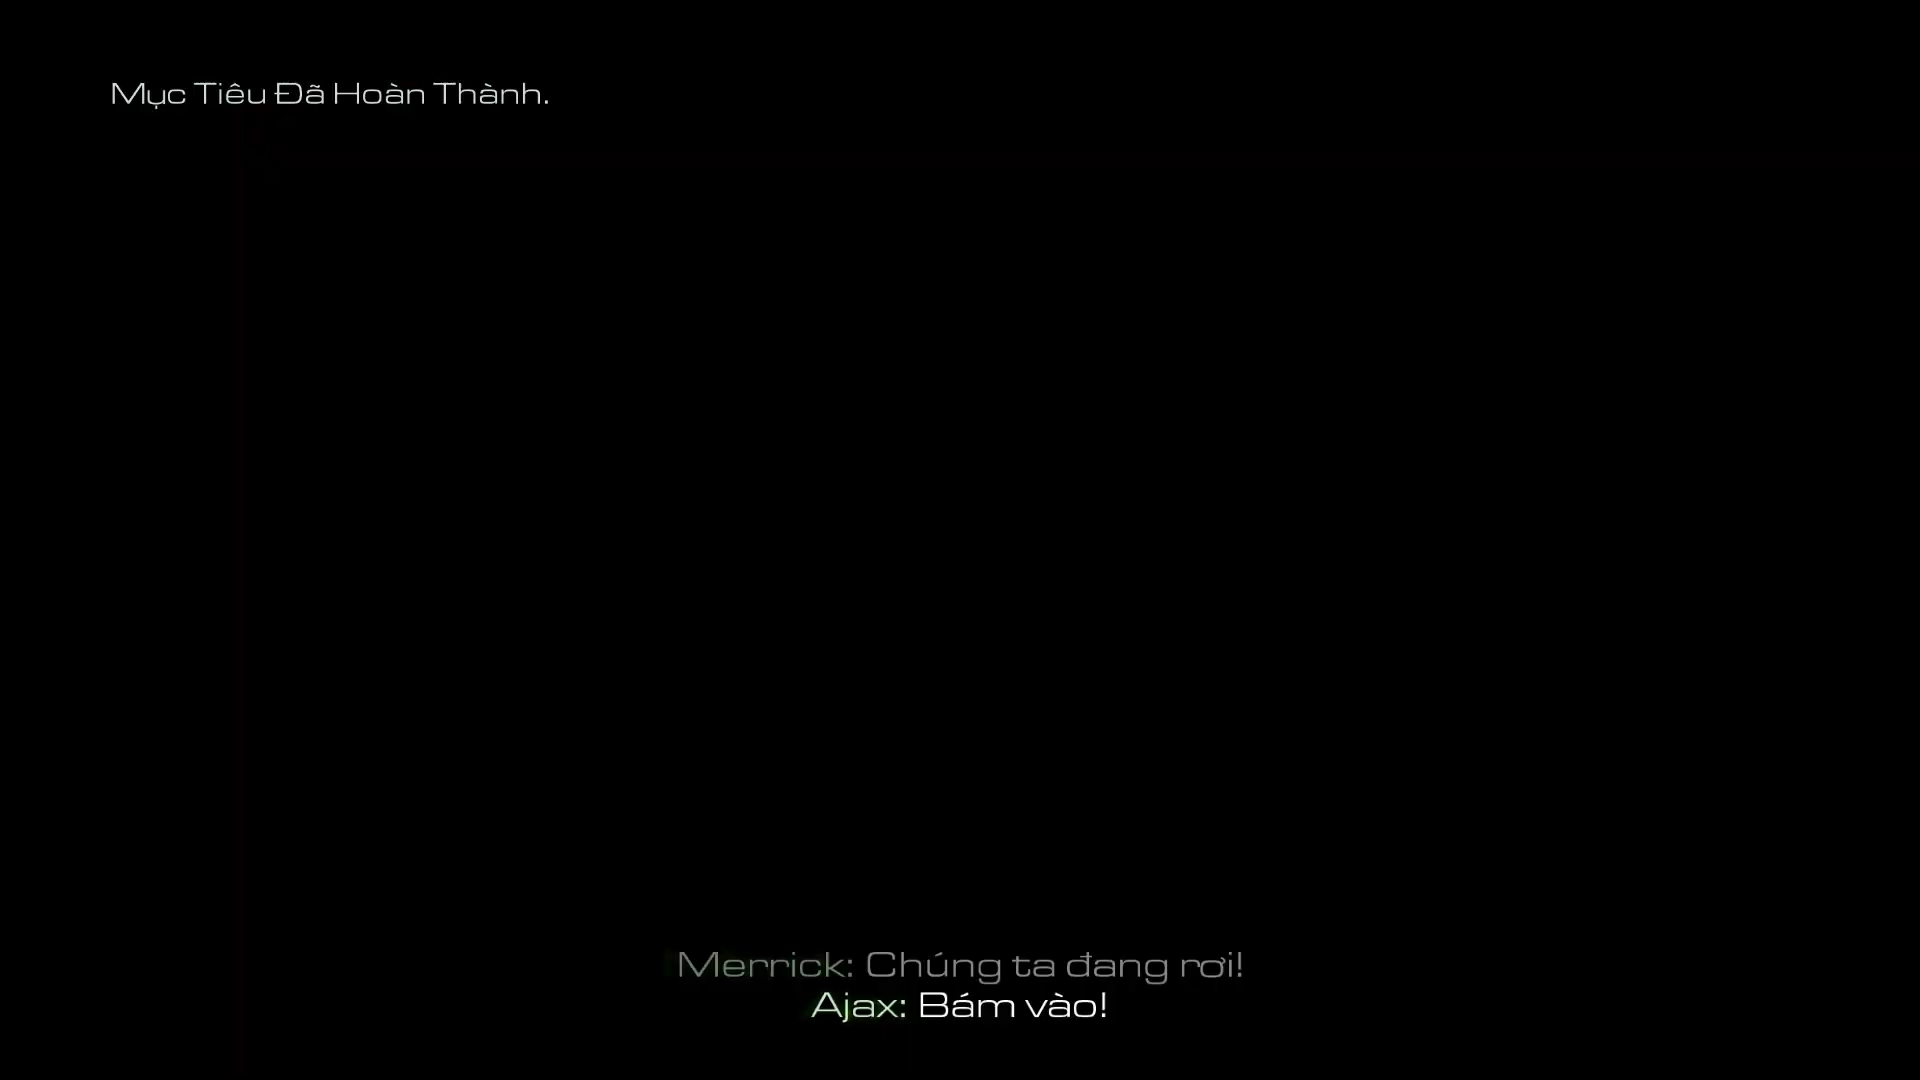 Mục Tiêu Đã Hoàn Thành.
Merrick: Chúng ta đang rơi!
Ajax: Bám vào!